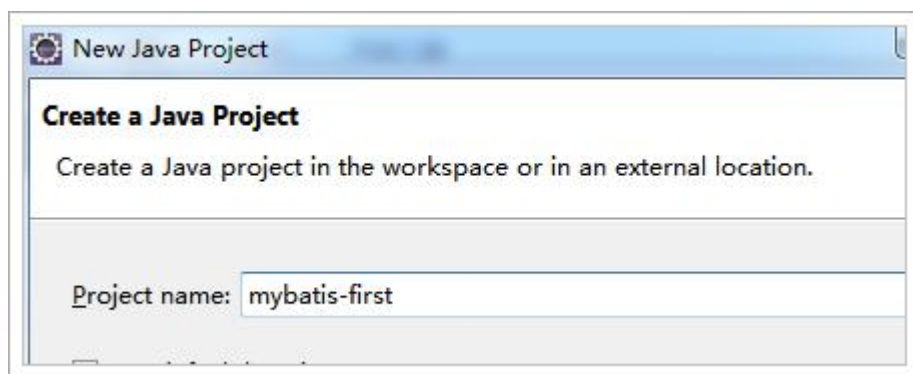 New Java Project
Create a Java Project
Create a Java project in the workspace or in an external location.
Project name: mybatis-first